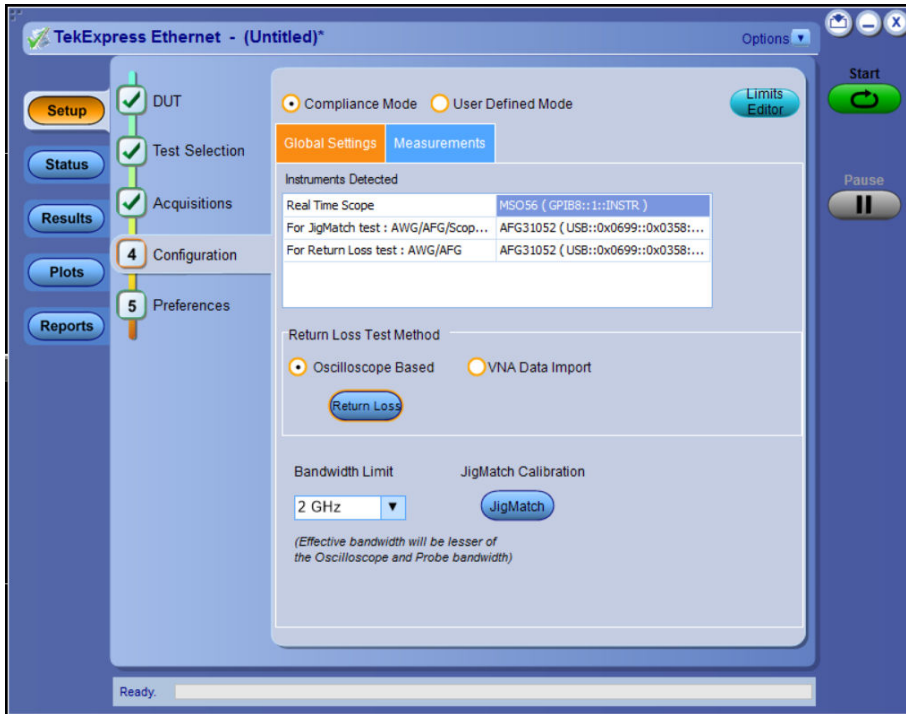 TekExpress Ethernet - (Untitled)*
Options
Start
Pause
Setup
Status
Results
Plots
Reports
DUT
Test Selection
Acquisitions
4 Configuration
5 Preferences
Compliance Mode
User Defined Mode
Limits
Editor
Global Settings
Measurements
Instruments Detected
Real Time Scope MSO56 ( GPIB8::1::INSTR )
For JigMatch test : AWG/AFG/Scop... AFG31052 ( USB::0x0699::0x0358:...
For Return Loss test : AWG/AFG AFG31052 ( USB::0x0699::0x0358:...
Return Loss Test Method
Oscilloscope Based
VNA Data Import
Return Loss
Bandwidth Limit
JigMatch Calibration
2 GHz
JigMatch
(Effective bandwidth will be lesser of
the Oscilloscope and Probe bandwidth)
Ready.